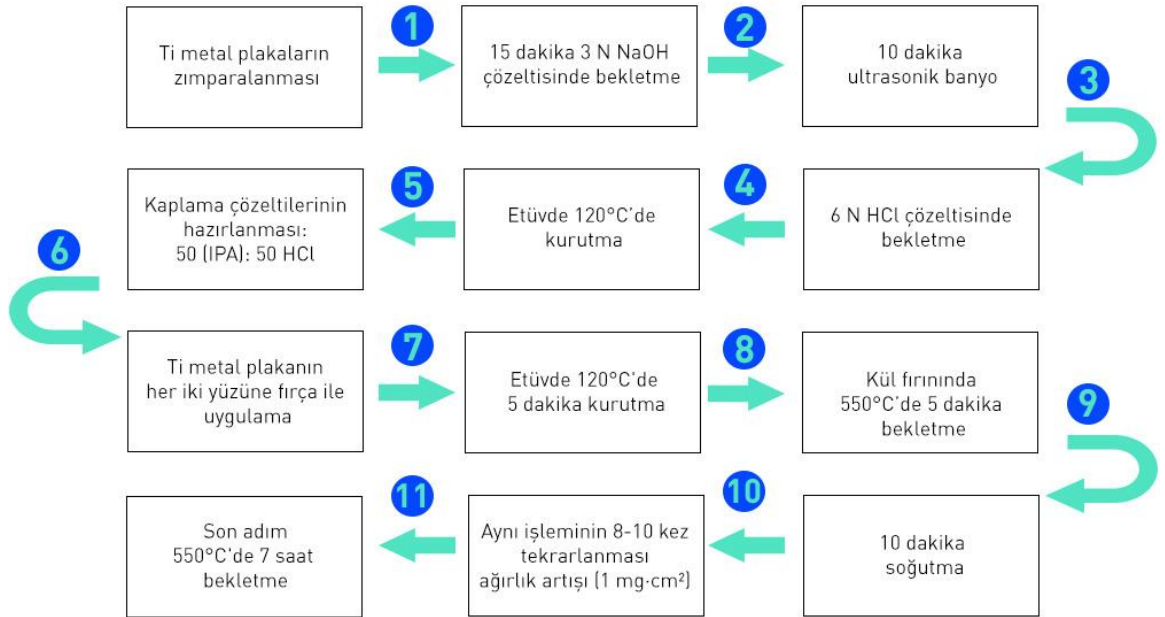 Ti metal plakaların
zımparalanması
1
15 dakika 3 N NaOH
çözeltisinde bekletme
2
10 dakika
ultrasonik banyo
3
6 N HCl çözeltisinde
bekletme
4
Etüvde 120°C’de
kurutma
5
Kaplama çözeltilerinin
hazırlanması:
50 (IPA): 50 HCl
6
Ti metal plakanın
her iki yüzüne fırça ile
uygulama
7
Etüvde 120°C'de
5 dakika kurutma
8
Kül fırınında
550°C’de 5 dakika
bekletme
9
10 dakika
soğutma
10
Aynı işleminin 8-10 kez
tekrarlanması
ağırlık artışı (1 mg·cm²)
11
Son adım
550°C'de 7 saat
bekletme